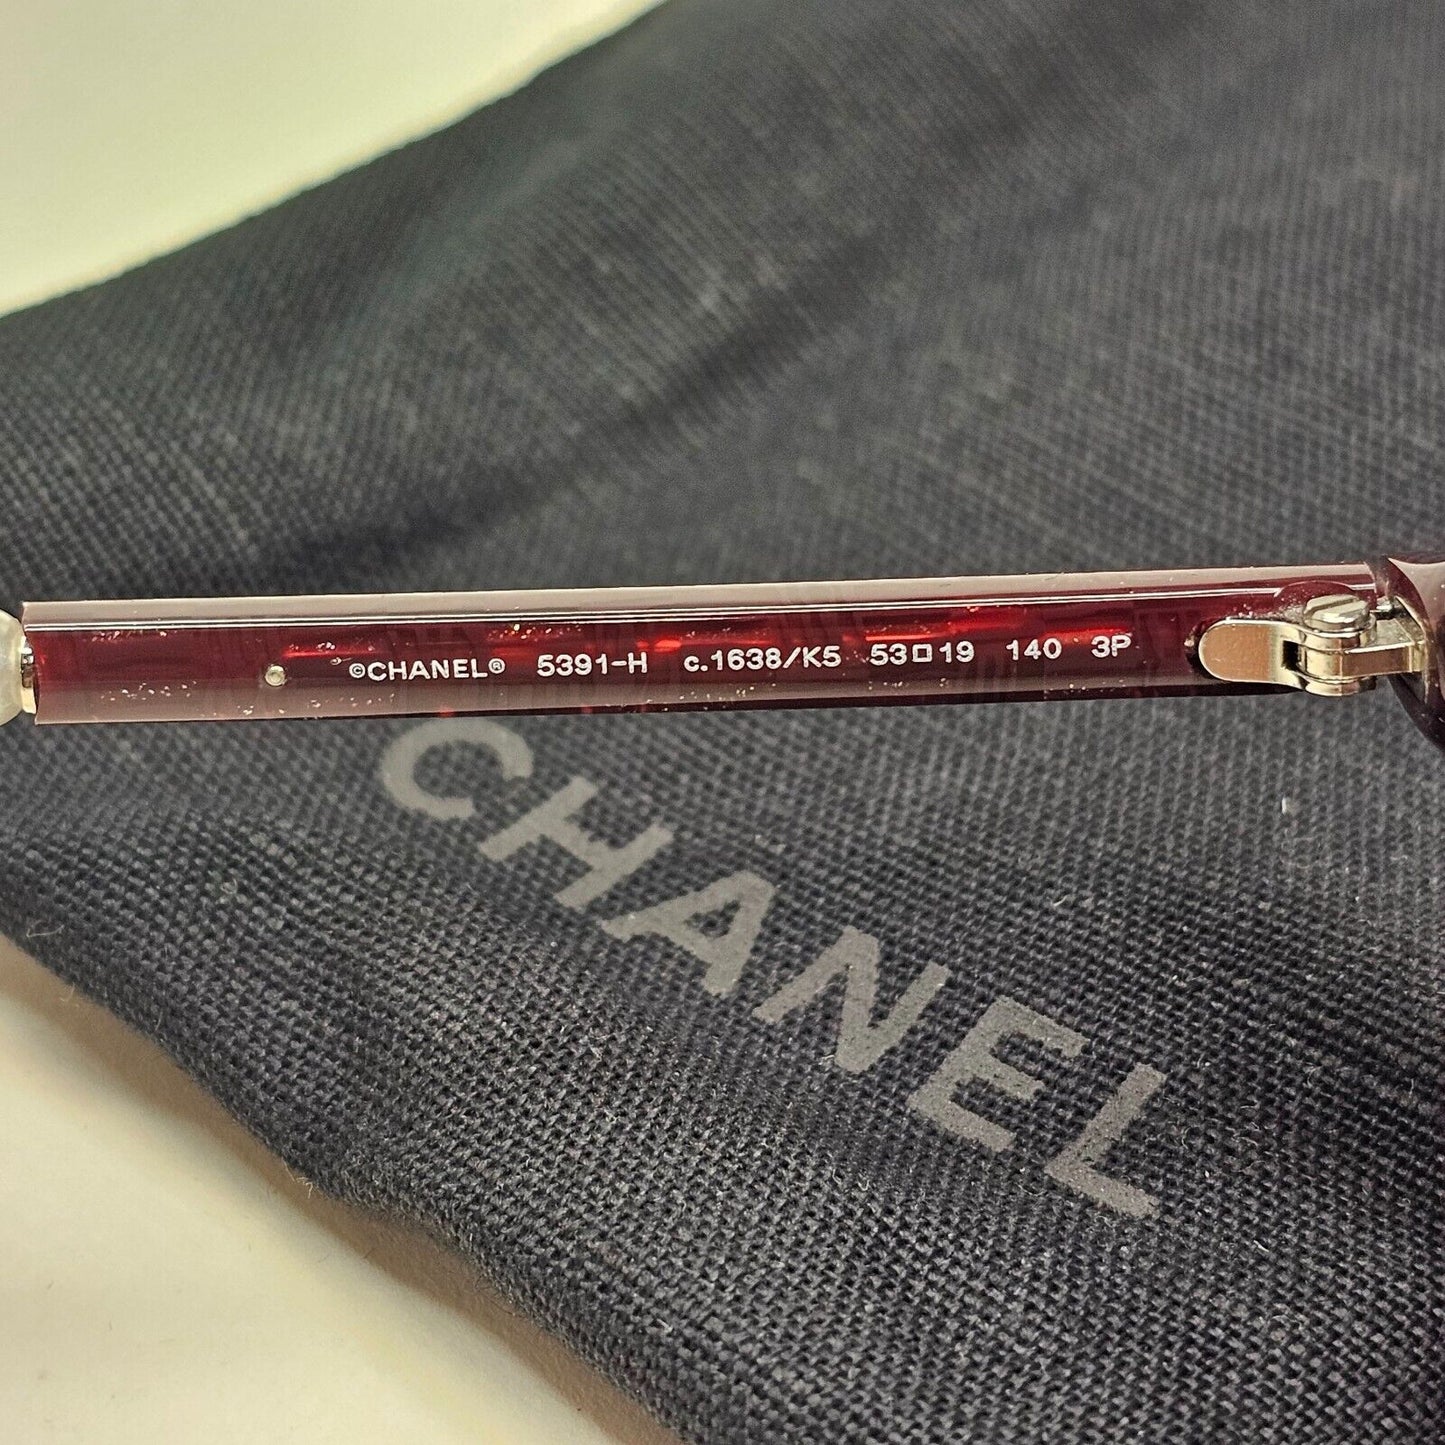 ©CHANEL® 5391-H c.1638/K5 53□19 140 3P
CHANEL